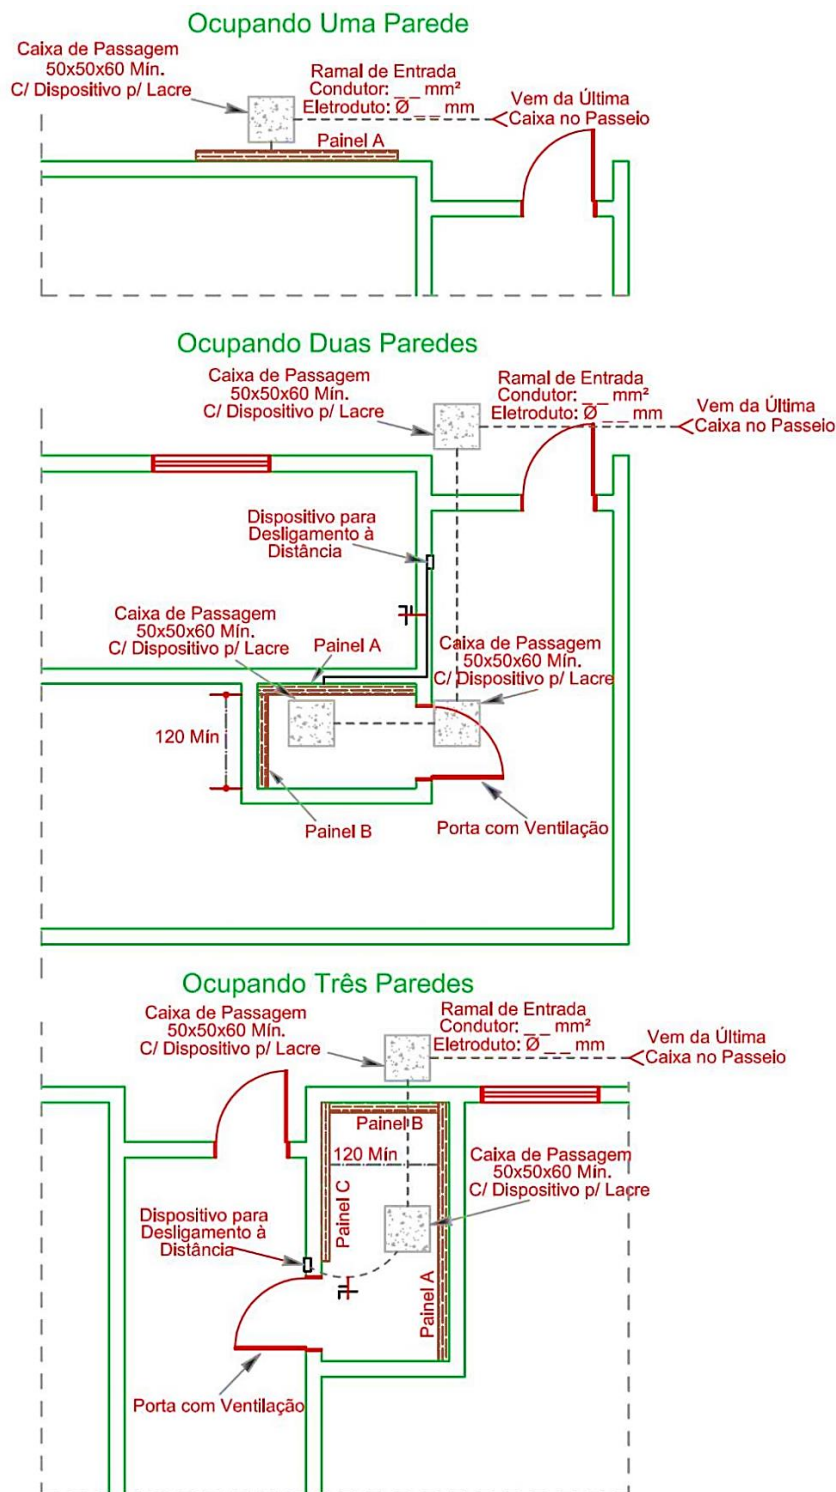 Ocupando Uma Parede
Caixa de Passagem
50x50x60 Mín.
C/ Dispositivo p/ Lacre
Ramal de Entrada
Condutor: _ _ mm²
Eletroduto: Ø _ _ mm
Vem da Última
Caixa no Passeio
Painel A
Ocupando Duas Paredes
Caixa de Passagem
50x50x60 Mín.
C/ Dispositivo p/ Lacre
Ramal de Entrada
Condutor: _ _ mm²
Eletroduto: Ø _ _ mm
Vem da Última
Caixa no Passeio
Dispositivo para
Desligamento à
Distância
Caixa de Passagem
50x50x60 Mín.
C/ Dispositivo p/ Lacre
Painel A
Caixa de Passagem
50x50x60 Mín.
C/ Dispositivo p/ Lacre
120 Mín
Painel B
Porta com Ventilação
Ocupando Três Paredes
Caixa de Passagem
50x50x60 Mín.
C/ Dispositivo p/ Lacre
Ramal de Entrada
Condutor: _ _ mm²
Eletroduto: Ø _ _ mm
Vem da Última
Caixa no Passeio
Painel B
120 Mín
Caixa de Passagem
50x50x60 Mín.
C/ Dispositivo p/ Lacre
Painel C
Dispositivo para
Desligamento à
Distância
Painel A
Porta com Ventilação